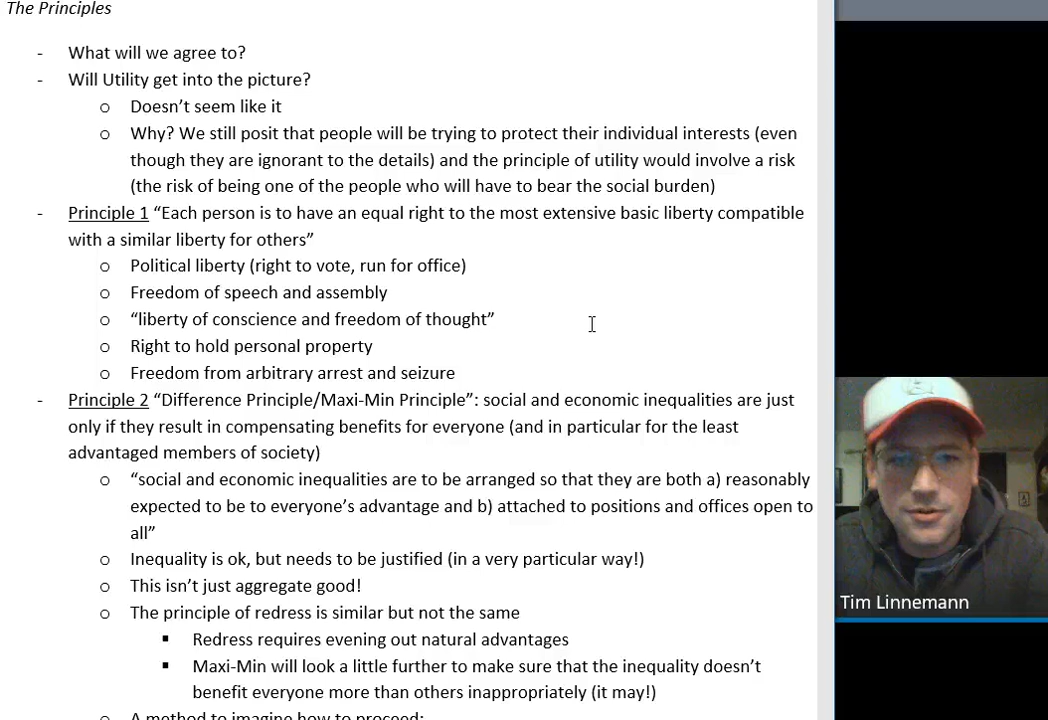 The Principles
- What will we agree to?
- Will Utility get into the picture?
o Doesn’t seem like it
o Why? We still posit that people will be trying to protect their individual interests (even
though they are ignorant to the details) and the principle of utility would involve a risk
(the risk of being one of the people who will have to bear the social burden)
- Principle 1 “Each person is to have an equal right to the most extensive basic liberty compatible
with a similar liberty for others”
o Political liberty (right to vote, run for office)
o Freedom of speech and assembly
o “liberty of conscience and freedom of thought”
o Right to hold personal property
o Freedom from arbitrary arrest and seizure
- Principle 2 “Difference Principle/Maxi-Min Principle”: social and economic inequalities are just
only if they result in compensating benefits for everyone (and in particular for the least
advantaged members of society)
o “social and economic inequalities are to be arranged so that they are both a) reasonably
expected to be to everyone’s advantage and b) attached to positions and offices open to
all”
o Inequality is ok, but needs to be justified (in a very particular way!)
o This isn’t just aggregate good!
o The principle of redress is similar but not the same
▪ Redress requires evening out natural advantages
▪ Maxi-Min will look a little further to make sure that the inequality doesn’t
benefit everyone more than others inappropriately (it may!)
o A method to imagine how to proceed:
Tim Linnemann